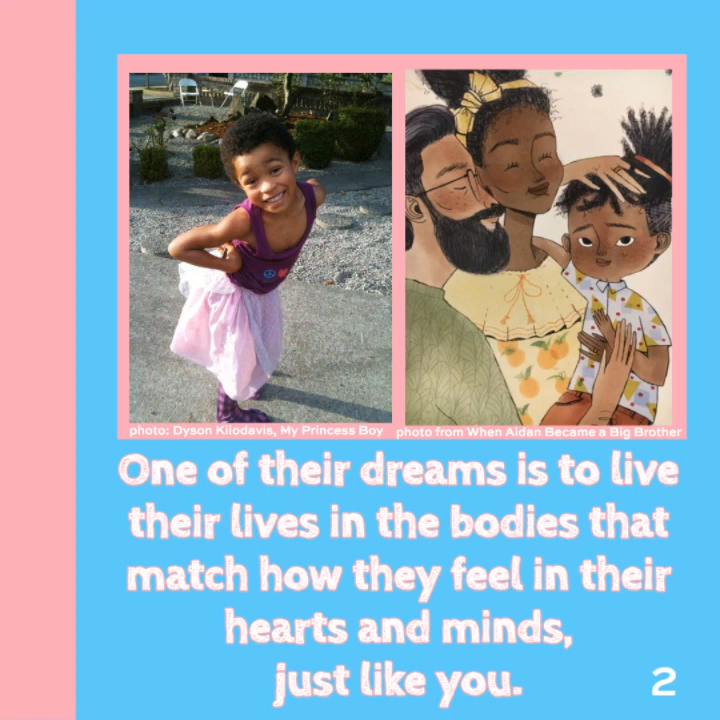 photo: Dyson Kilodavis, My Princess Boy
photo from When Aidan Became a Big Brother
One of their dreams is to live
their lives in the bodies that
match how they feel in their
hearts and minds,
just like you.
2